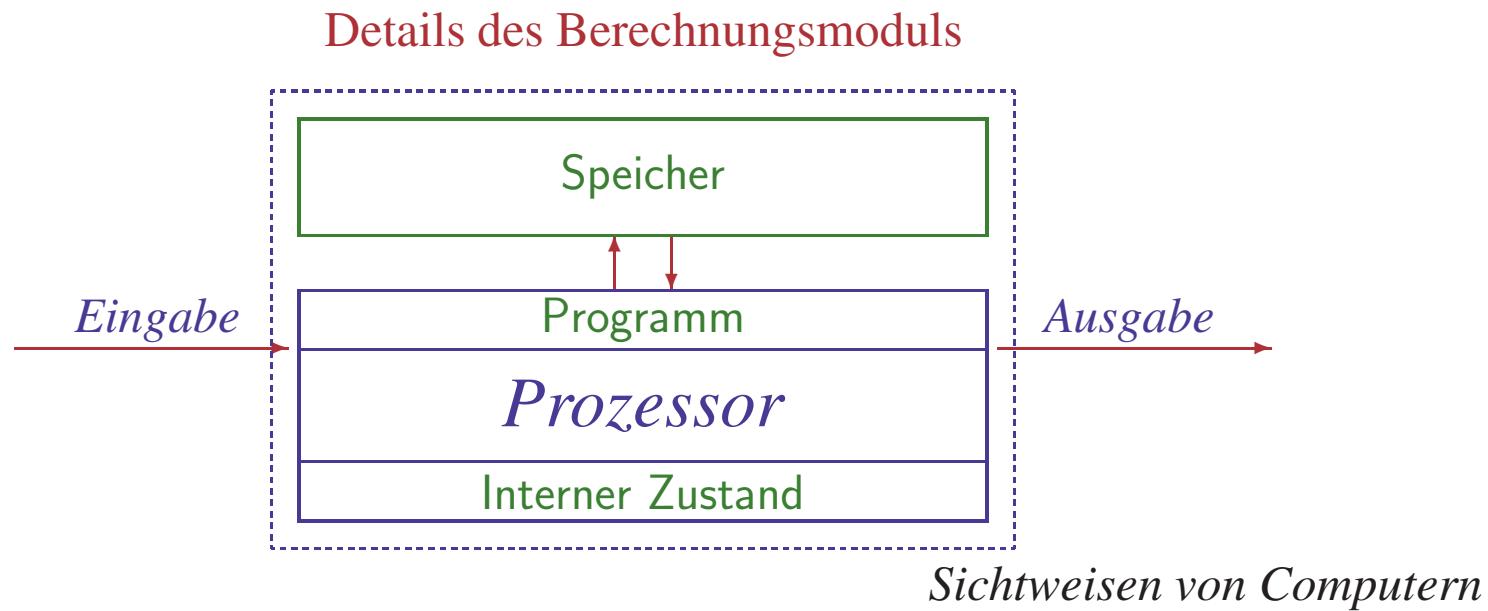 Details des Berechnungsmoduls
Speicher
Eingabe
Programm
Ausgabe
Prozessor
Interner Zustand
Sichtweisen von Computern